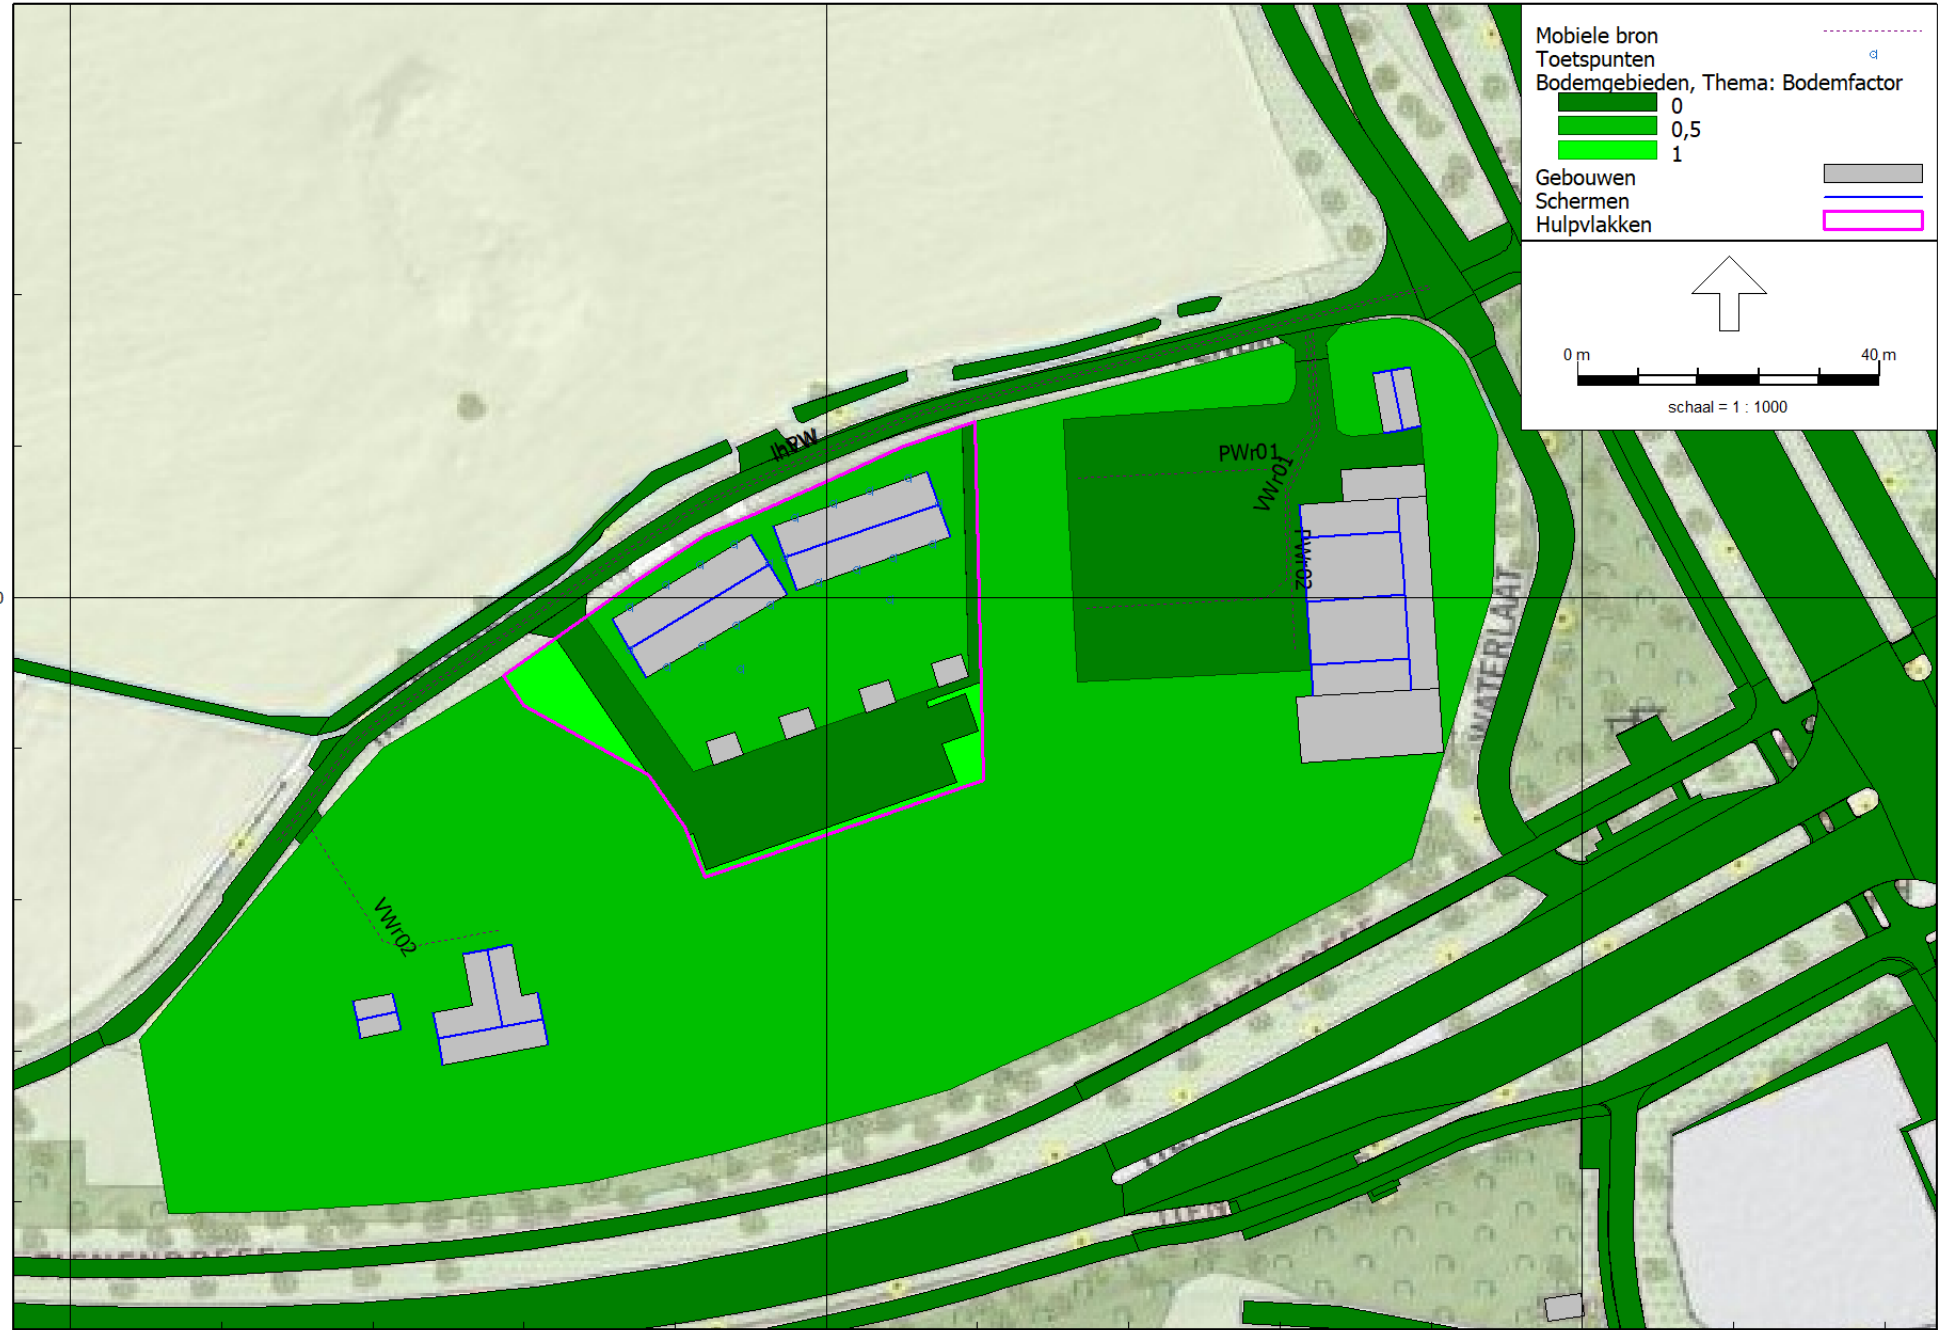 Mobiele bron
Toetspunten
Bodemgebieden, Thema: Bodemfactor
0
0,5
1
Gebouwen
Schermen
Hulpvlakken
0 m
40 m
schaal = 1 : 1000
PWr01
VWr01
PWr02
0
WATERLAAT
VWr02